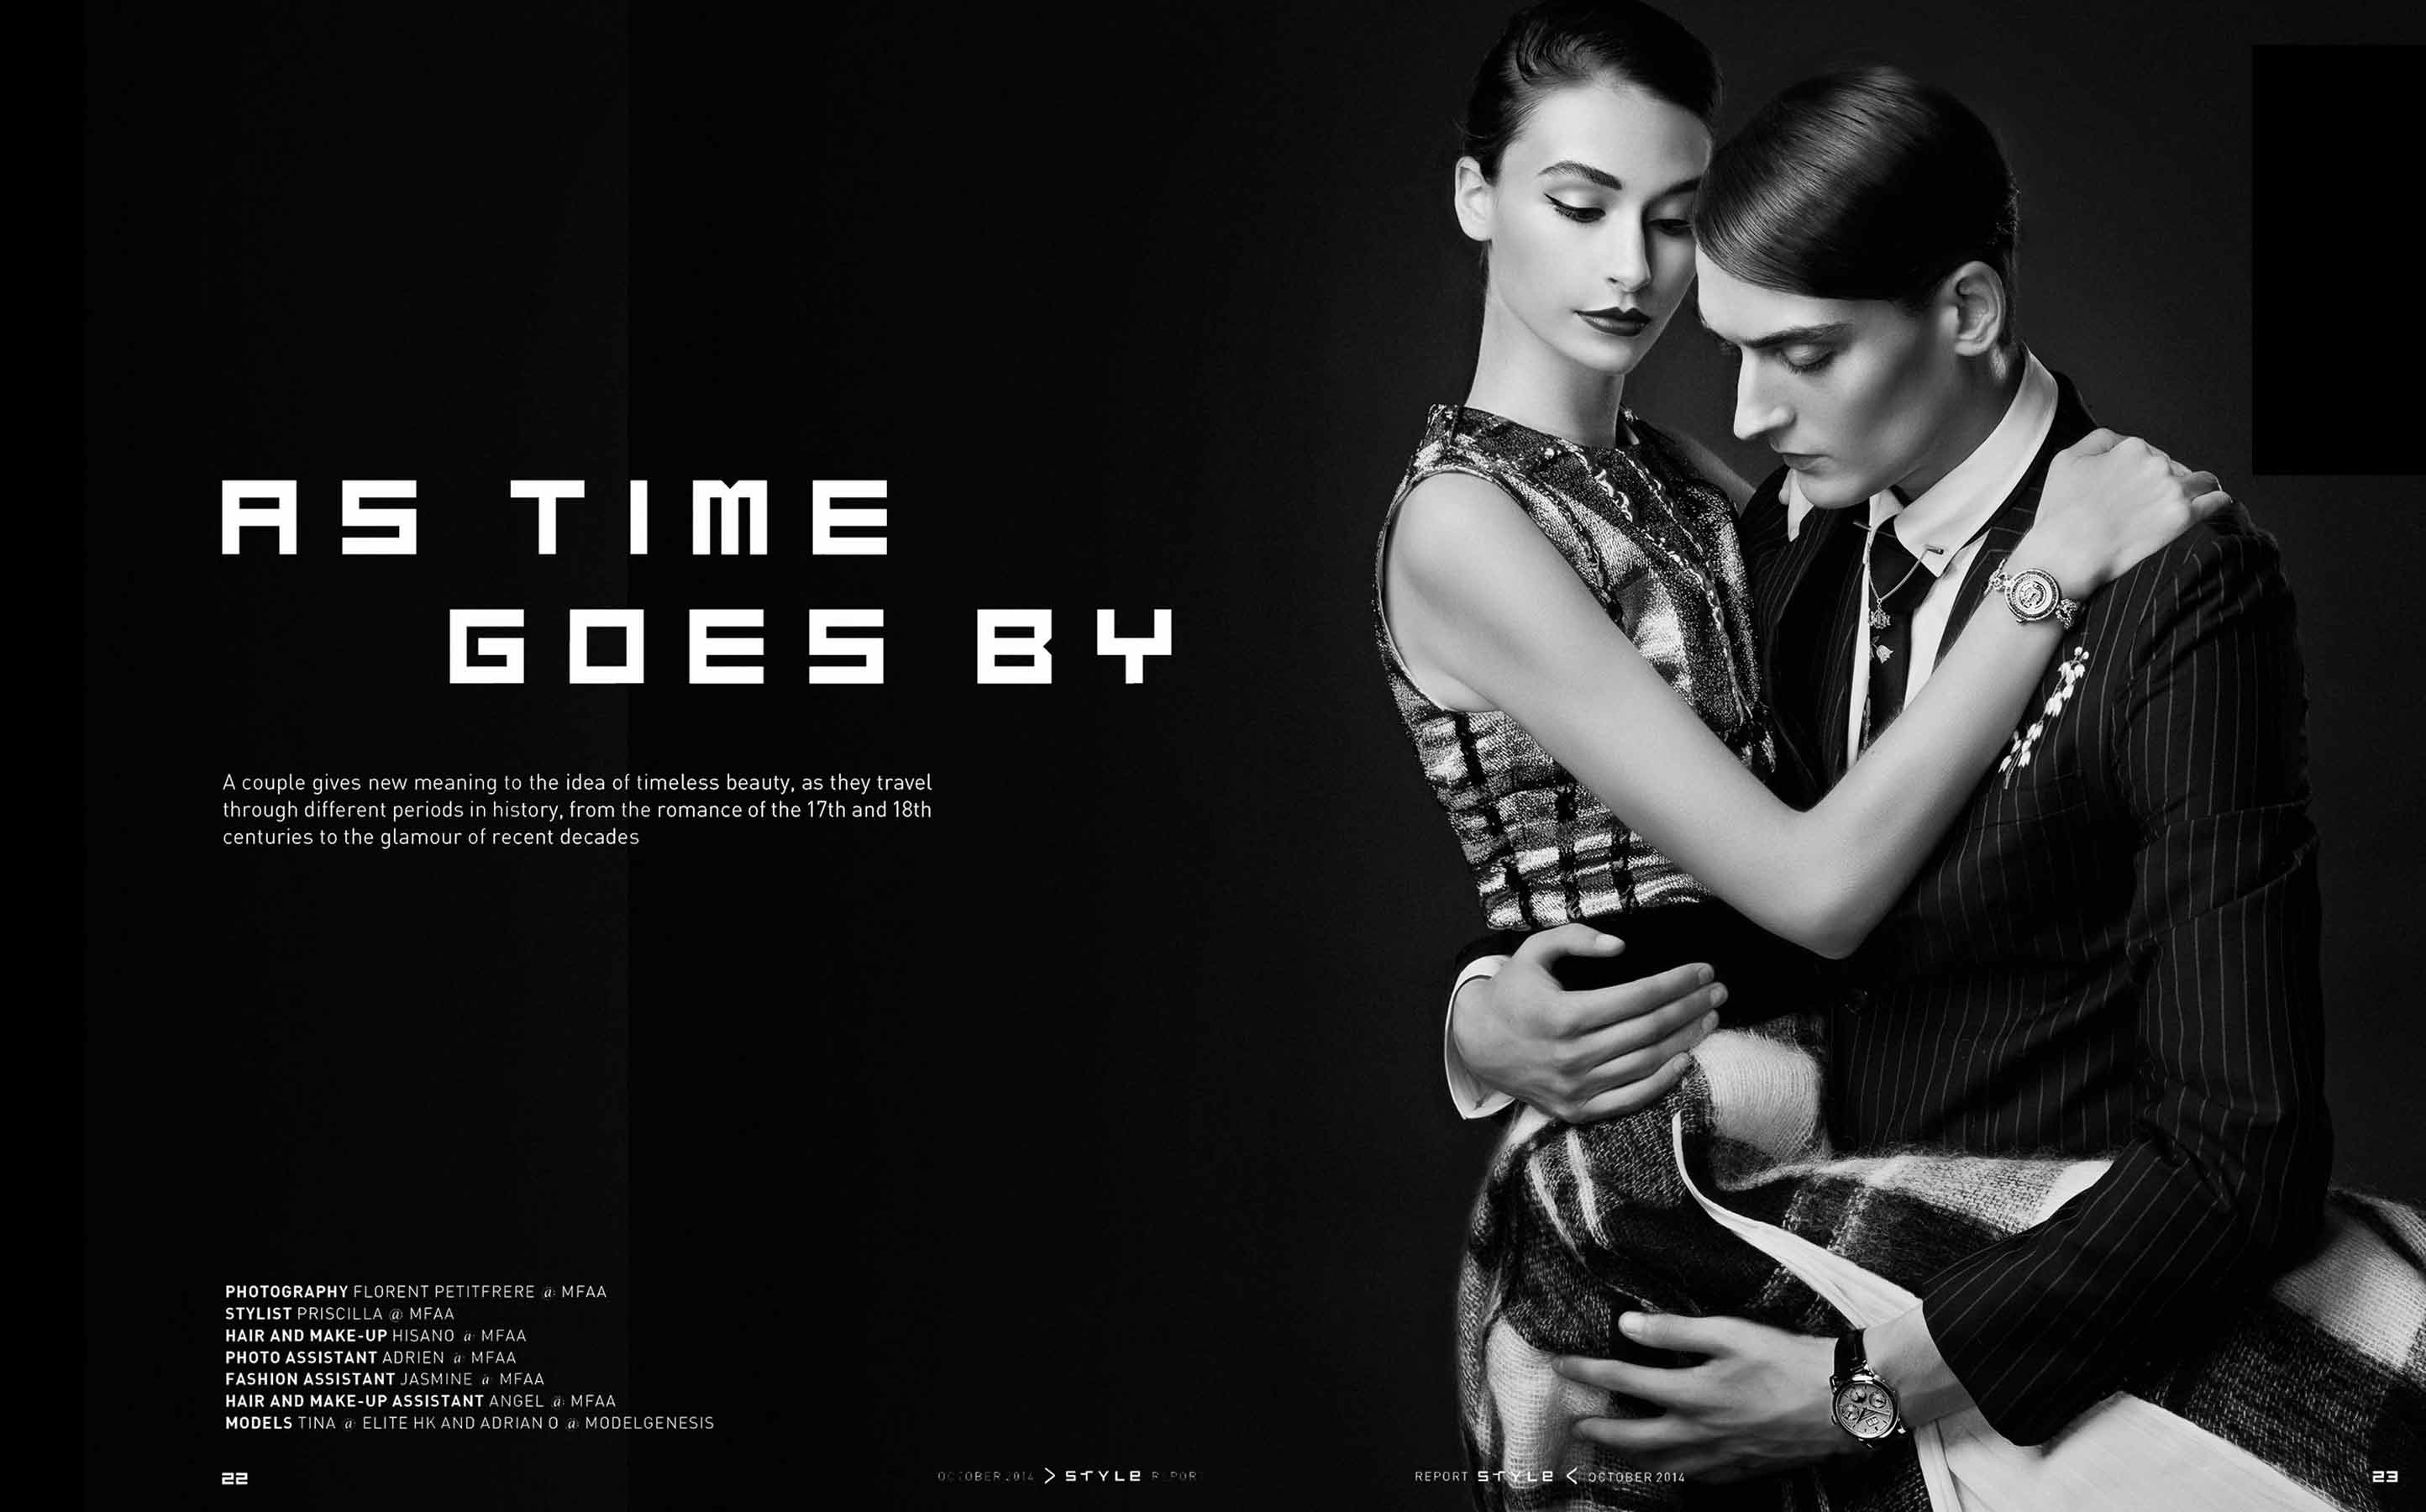 AS TIME
GOES BY
A couple gives new meaning to the idea of timeless beauty, as they travel
through different periods in history, from the romance of the 17th and 18th
centuries to the glamour of recent decades
PHOTOGRAPHY FLORENT PETITFRERE @ MFAA
STYLIST PRISCILLA @ MFAA
HAIR AND MAKE-UP HISANO @ MFAA
PHOTO ASSISTANT ADRIEN @ MFAA
FASHION ASSISTANT JASMINE @ MFAA
HAIR AND MAKE-UP ASSISTANT ANGEL @ MFAA
MODELS TINA @ ELITE HK AND ADRIAN O @ MODELGENESIS
22
OCTOBER 2014 > STYLE REPORT
REPORT STYLE < OCTOBER 2014
23